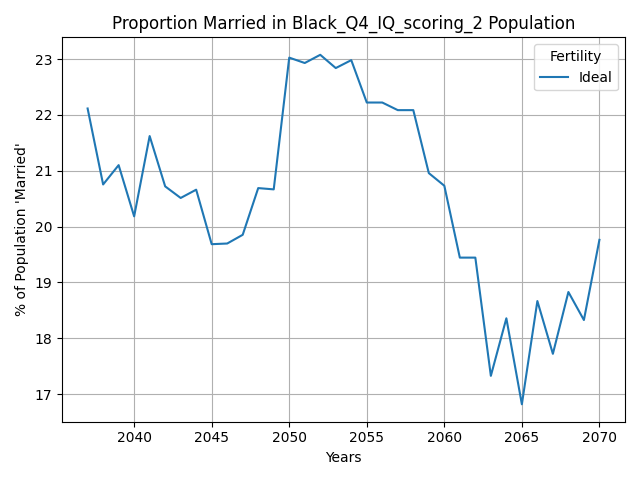 Proportion Married in Black_Q4_IQ_scoring_2 Population
Fertility
Ideal
% of Population 'Married'
23
22
21
20
19
18
17
2040
2045
2050
2055
2060
2065
2070
Years